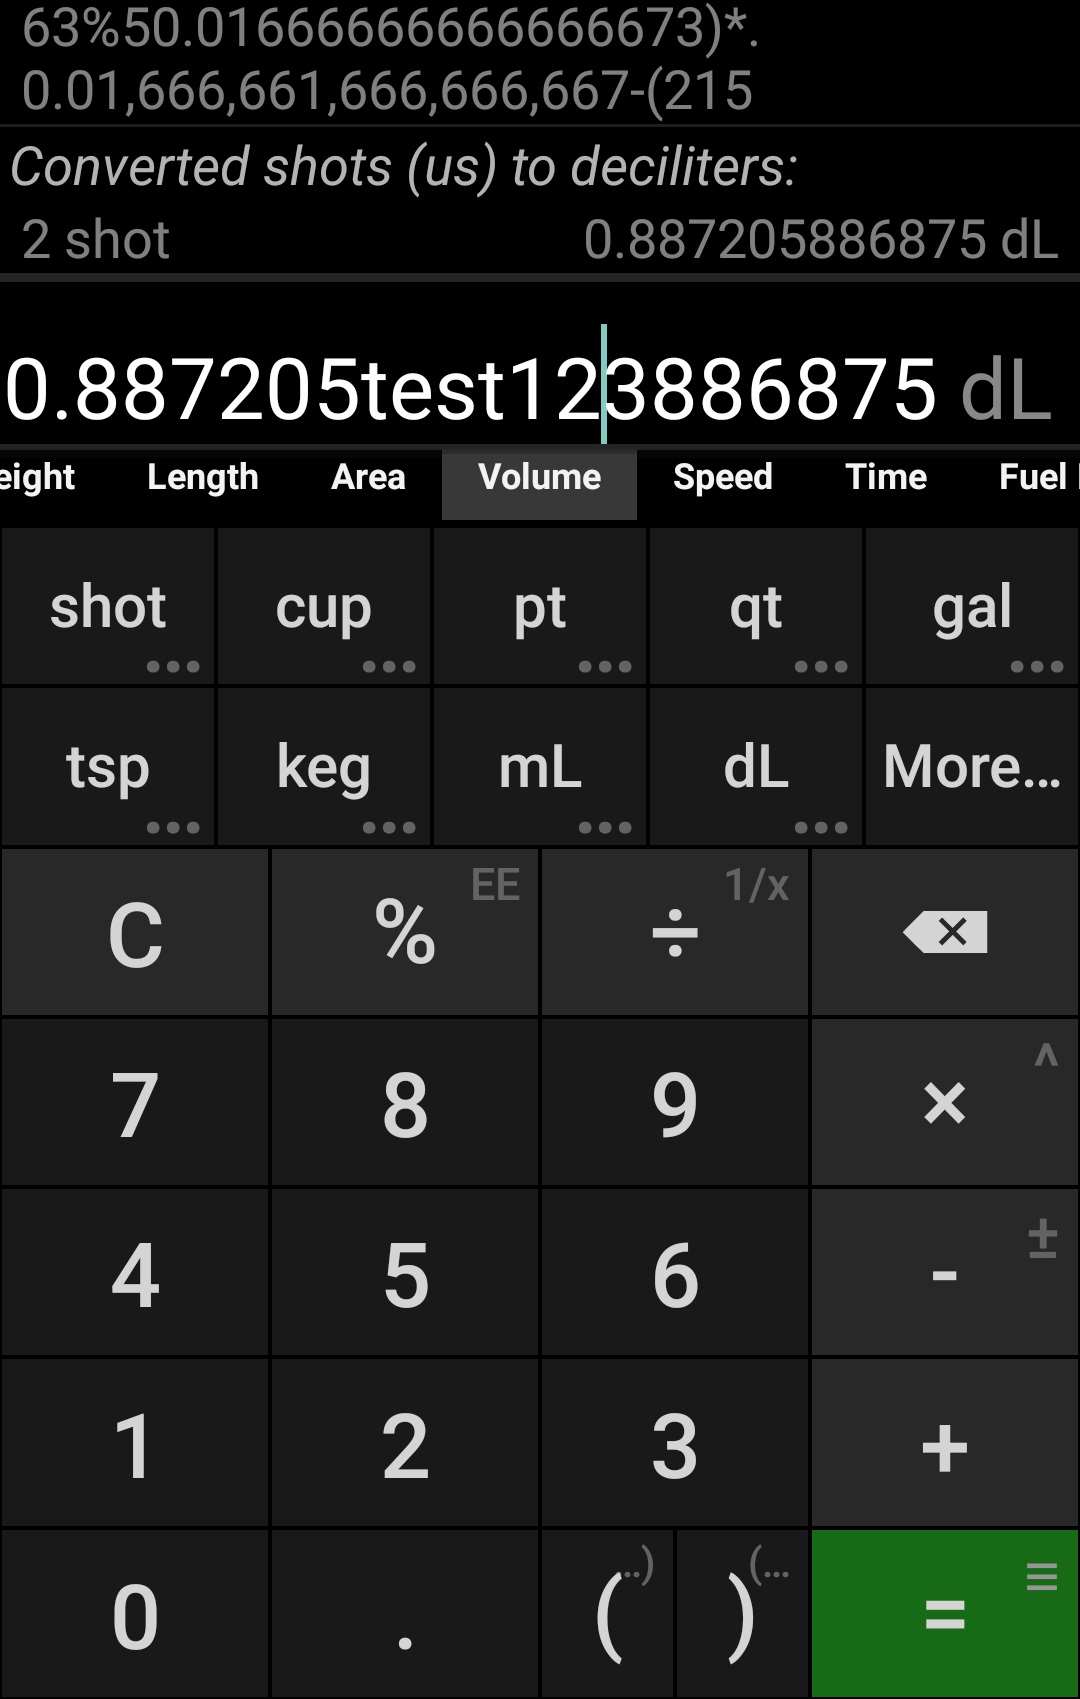 63%50.01666666666666673)*.
0.01,666,661,666,666,667-(215
Converted shots (us) to deciliters:
2 shot 0.887205886875 dL
0.887205test123886875 dL
eight Length Area Volume Speed Time Fuel
shot cup pt qt gal
tsp keg mL dL More...
C % EE ÷ 1/x
7 8 9 × ^
4 5 6 - ±
1 2 3 +
0 . ( ..) ) (... =